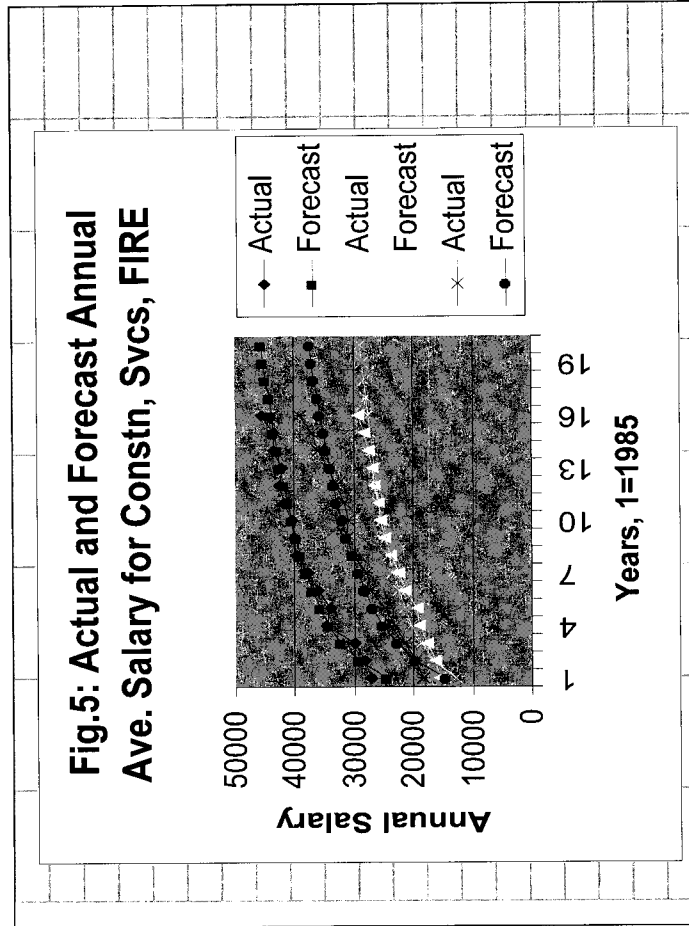 Fig.5: Actual and Forecast Annual
Ave. Salary for Constn, Svcs, FIRE
Annual Salary
50000
40000
30000
20000
10000
0
1
4
7
10
13
16
19
Years, 1=1985
Actual
Forecast
Actual
Forecast
Actual
Forecast